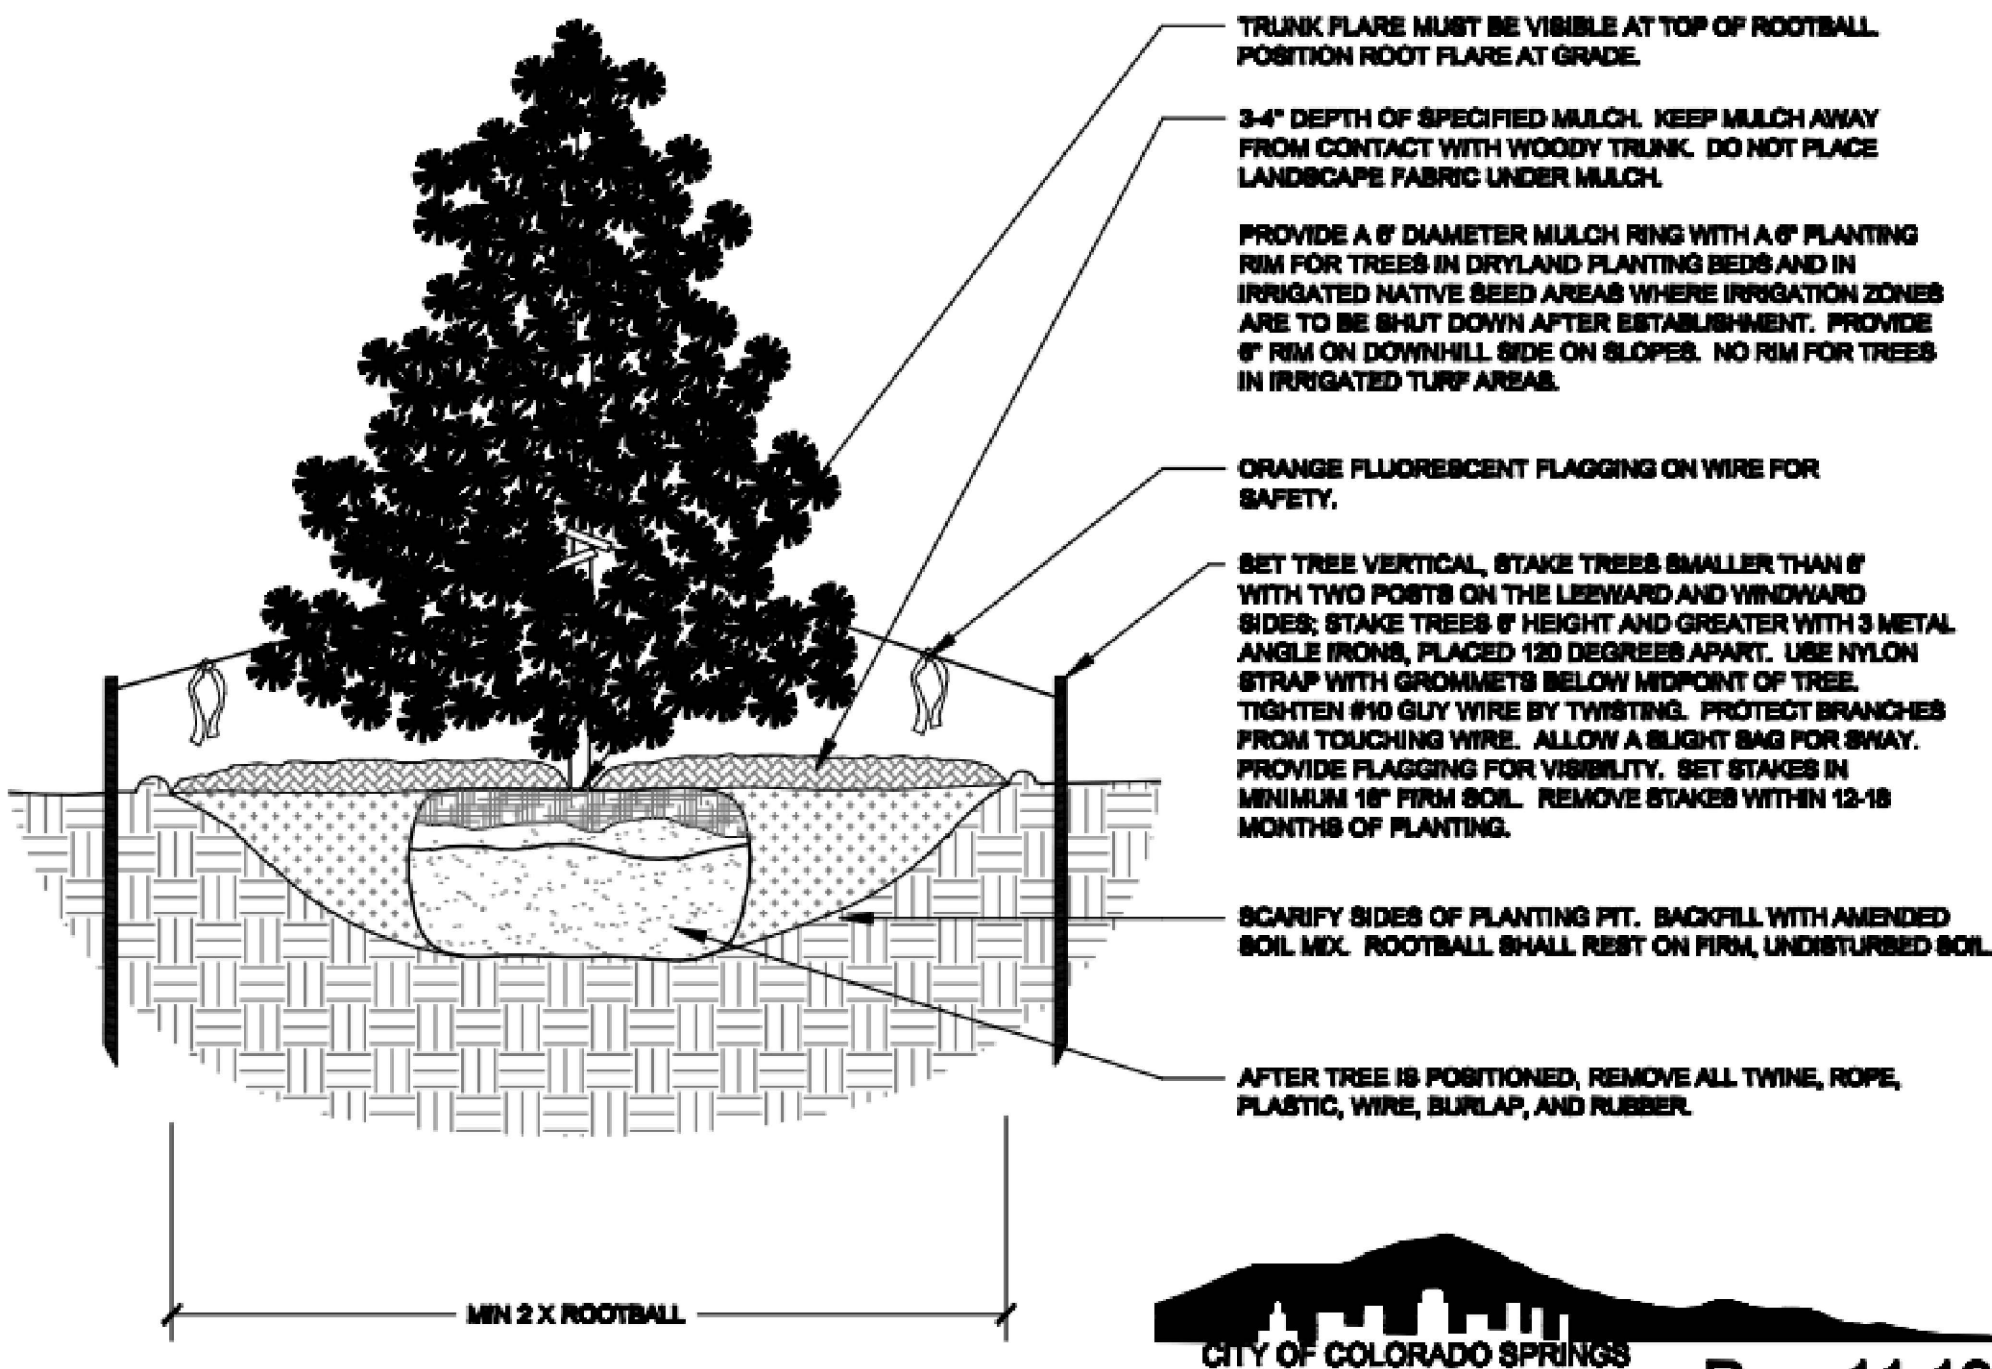 TRUNK FLARE MUST BE VISIBLE AT TOP OF ROOTBALL.
POSITION ROOT FLARE AT GRADE.
3-4" DEPTH OF SPECIFIED MULCH. KEEP MULCH AWAY
FROM CONTACT WITH WOODY TRUNK. DO NOT PLACE
LANDSCAPE FABRIC UNDER MULCH.
PROVIDE A 6' DIAMETER MULCH RING WITH A 6" PLANTING
RIM FOR TREES IN DRYLAND PLANTING BEDS AND IN
IRRIGATED NATIVE SEED AREAS WHERE IRRIGATION ZONES
ARE TO BE SHUT DOWN AFTER ESTABLISHMENT. PROVIDE
6" RIM ON DOWNHILL SIDE ON SLOPES. NO RIM FOR TREES
IN IRRIGATED TURF AREAS.
ORANGE FLUORESCENT FLAGGING ON WIRE FOR
SAFETY.
SET TREE VERTICAL, STAKE TREES SMALLER THAN 6'
WITH TWO POSTS ON THE LEEWARD AND WINDWARD
SIDES; STAKE TREES 6' HEIGHT AND GREATER WITH 3 METAL
ANGLE IRONS, PLACED 120 DEGREES APART. USE NYLON
STRAP WITH GROMMETS BELOW MIDPOINT OF TREE.
TIGHTEN #10 GUY WIRE BY TWISTING. PROTECT BRANCHES
FROM TOUCHING WIRE. ALLOW A SLIGHT SAG FOR SWAY.
PROVIDE FLAGGING FOR VISIBILITY. SET STAKES IN
MINIMUM FIRM SOIL. REMOVE STAKES WITHIN 12-18
MONTHS OF PLANTING.
SCARIFY SIDES OF PLANTING PIT. BACKFILL WITH AMENDED
SOIL MIX. ROOTBALL SHALL REST ON FIRM, UNDISTURBED SOIL.
AFTER TREE IS POSITIONED, REMOVE ALL TWINE, ROPE,
PLASTIC, WIRE, BURLAP, AND RUBBER.
MIN 2 X ROOTBALL
CITY OF COLORADO SPRINGS